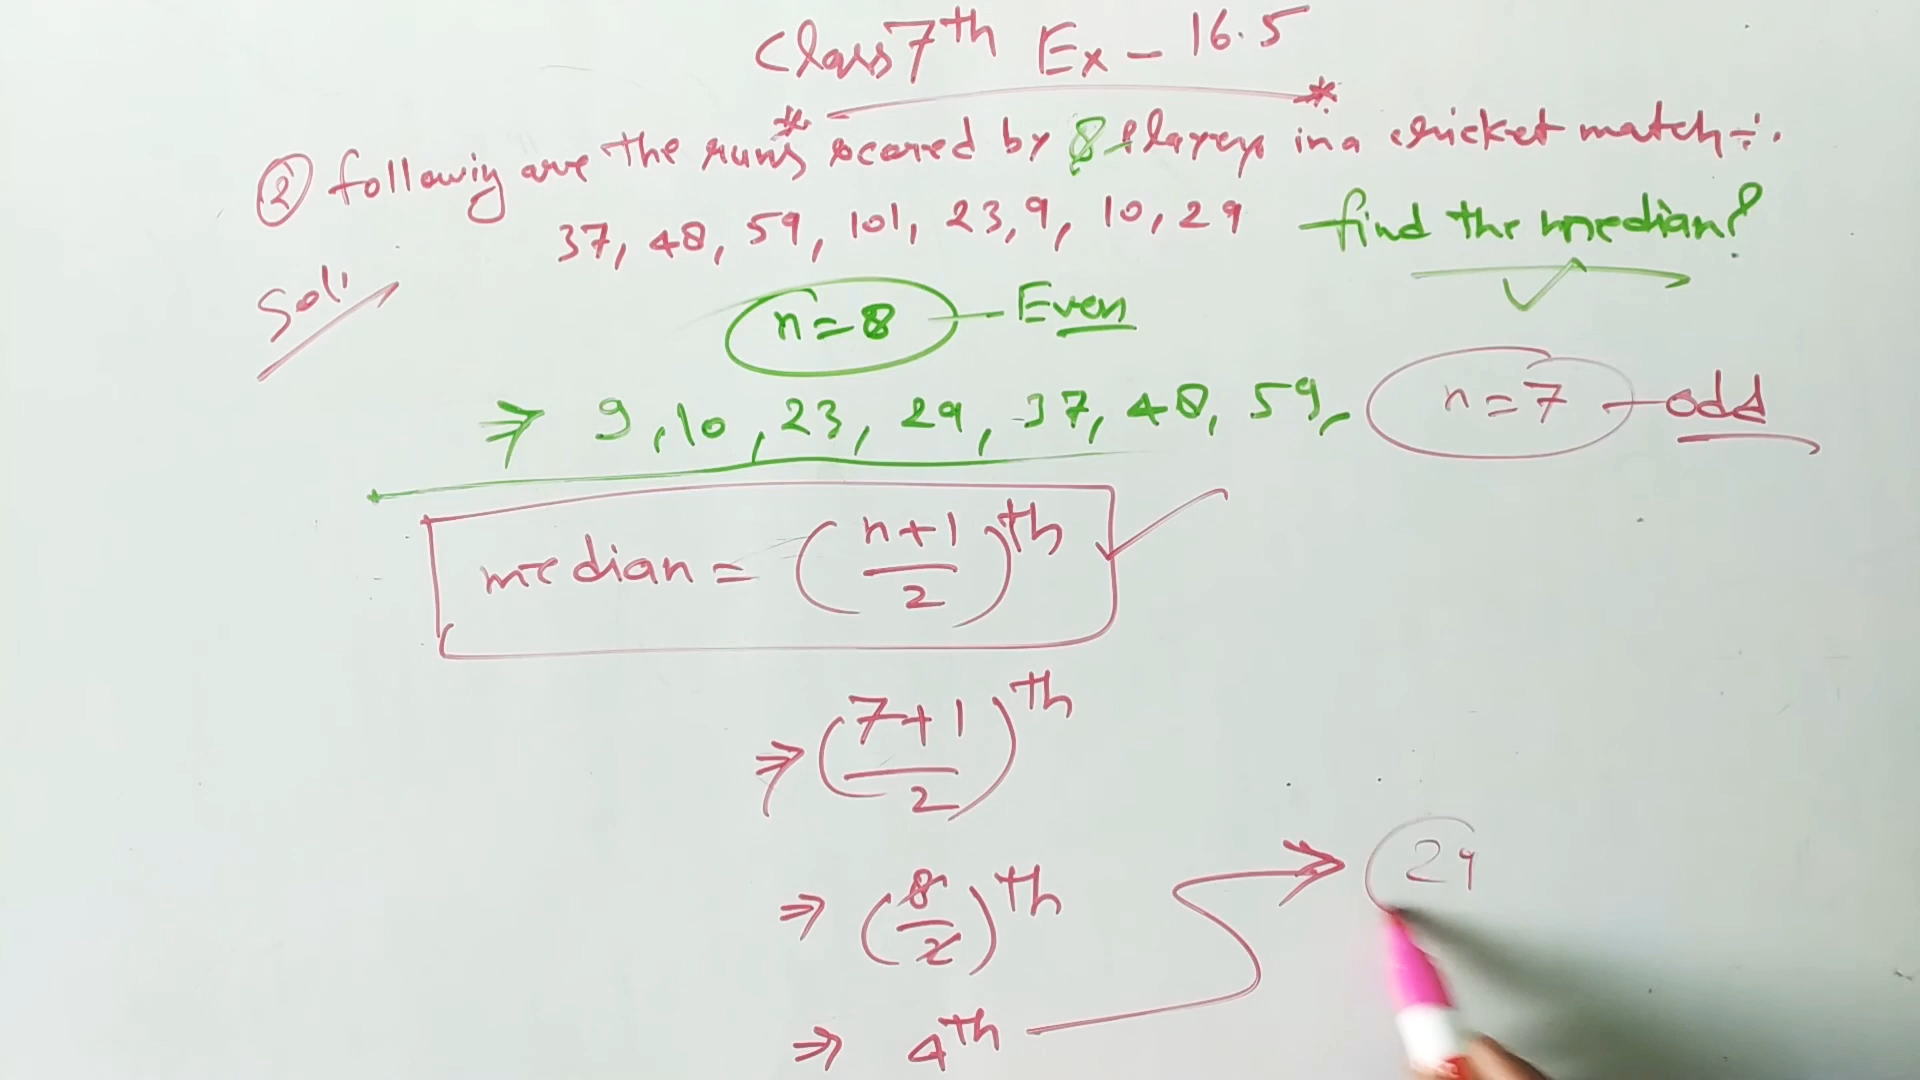 Class 7th Ex - 16.5
② following are the runs scored by 8 players in a cricket match ÷.
37, 48, 59, 101, 23, 9, 10, 29 find the median?
Sol:
n = 8 — Even
⇒ 9, 10, 23, 29, 37, 48, 59, n = 7 — odd
median = (n+1/2)th
⇒ (7+1/2)th
⇒ (8/2)th
29
⇒ 4th